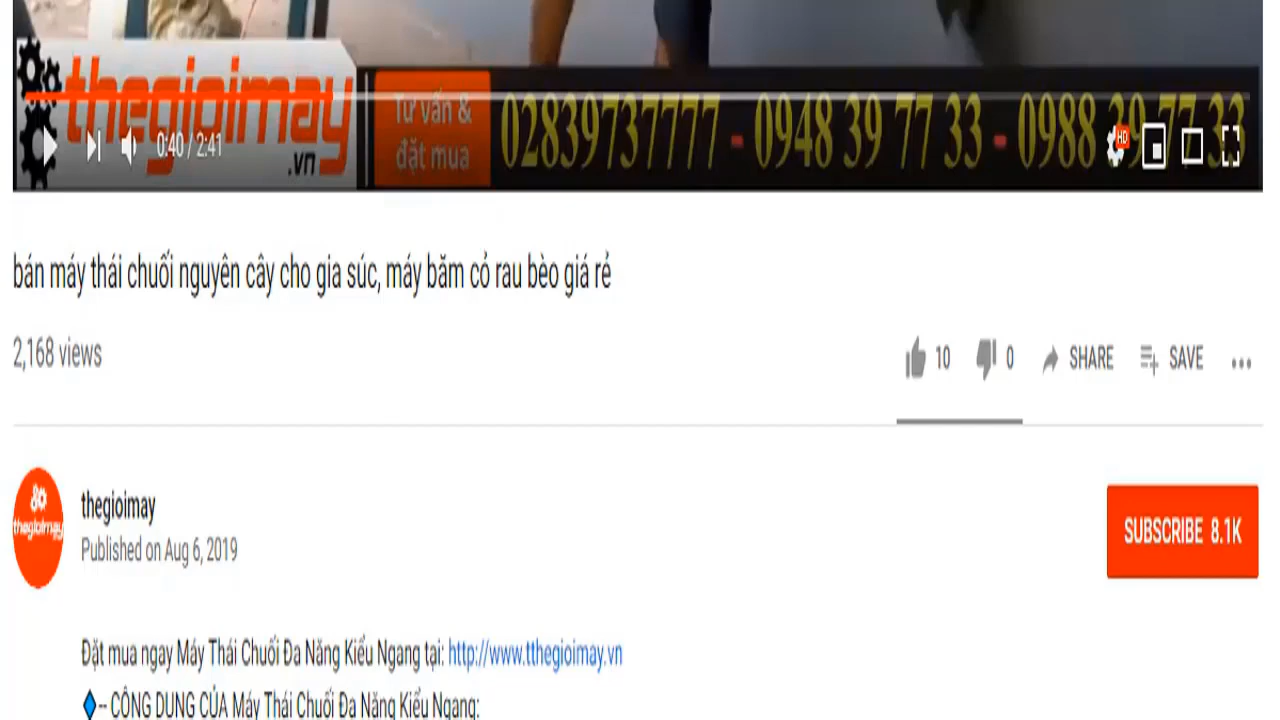 thegioimay
.vn
Tư vấn &
đặt mua
02839737777 - 0948 39 77 33 - 0988 39 77 33
0:40 / 2:41
HD
bán máy thái chuối nguyên cây cho gia súc, máy băm cỏ rau bèo giá rẻ
2,168 views
10 0 SHARE SAVE
thegioimay
thegioimay
Published on Aug 6, 2019
SUBSCRIBE 8.1K
Đặt mua ngay Máy Thái Chuối Đa Năng Kiểu Ngang tại: http://www.tthegioimay.vn
-- CÔNG DỤNG CỦA Máy Thái Chuối Đa Năng Kiểu Ngang: